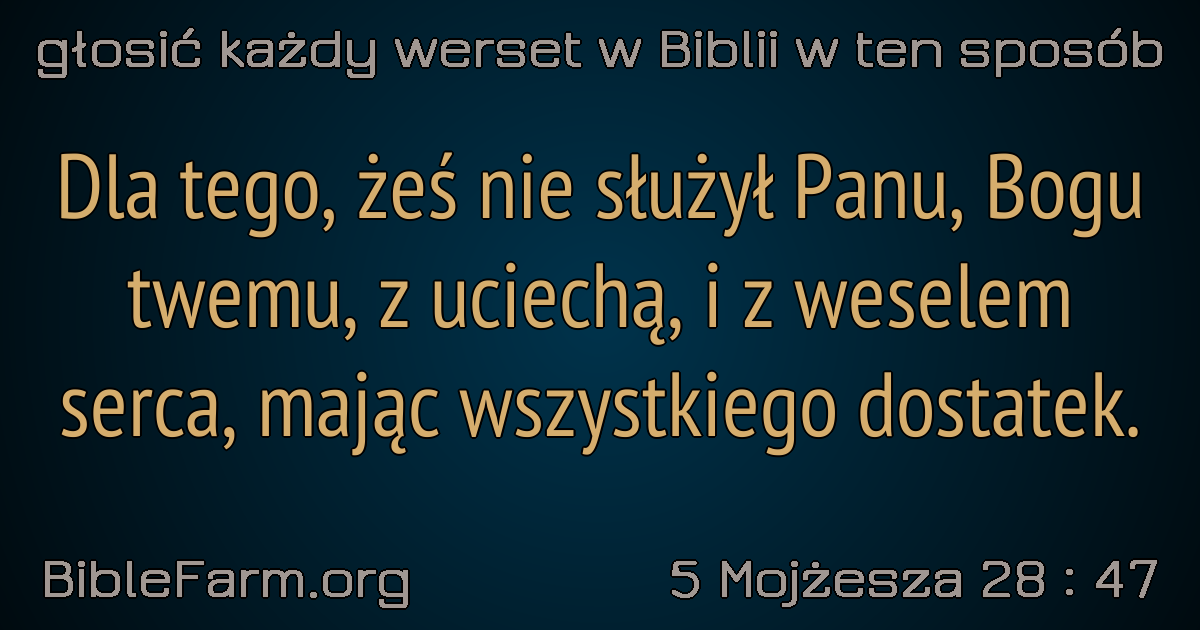 głosić każdy werset w Biblii w ten sposób
Dla tego, żeś nie służył Panu, Bogu
twemu, z uciechą, i z weselem
serca, mając wszystkiego dostatek.
BibleFarm.org
5 Mojżesza 28 : 47